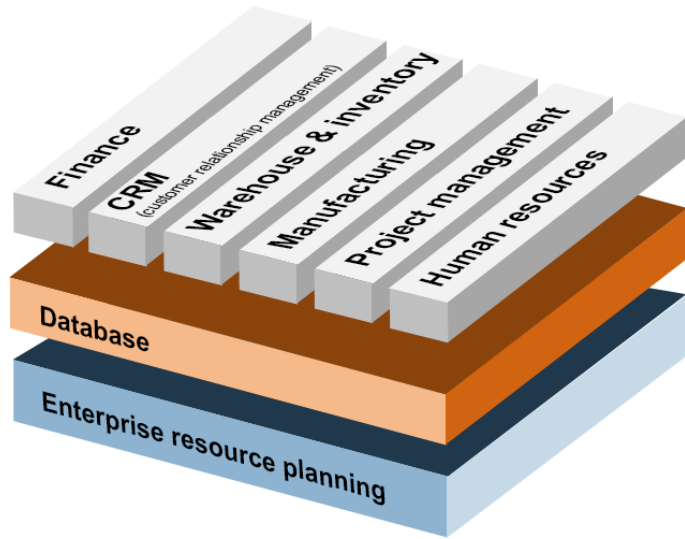 Finance
CRM
(customer relationship management)
Warehouse & inventory
Manufacturing
Project management
Human resources
Database
Enterprise resource planning